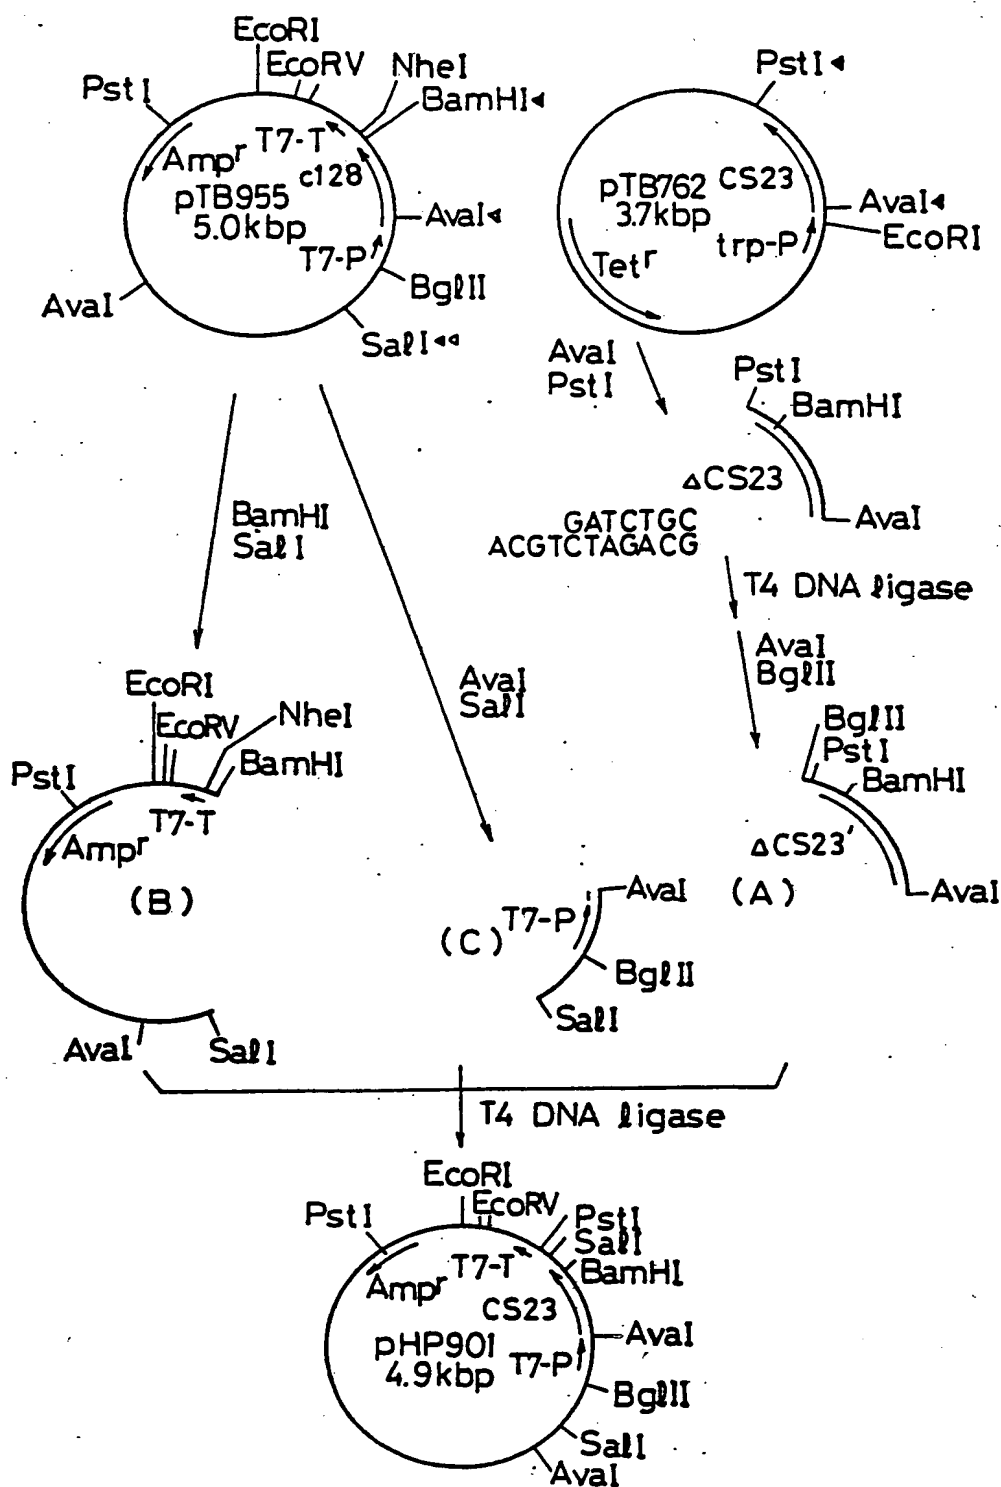 EcoRI
EcoRV
NheI
BamHI
PstI
T7-T
Ampr
c128
pTB955
5.0kbp
AvaI
T7-P
BglII
AvaI
SalI
PstI
pTB762
3.7kbp
CS23
AvaI
EcoRI
trp-P
Tetr
AvaI
PstI
PstI
BamHI
ΔCS23
AvaI
GATCTGC
ACGTCTAGACG
T4 DNA ligase
AvaI
BglII
BamHI
SalI
AvaI
SalI
EcoRI
EcoRV
NheI
BamHI
PstI
T7-T
Ampr
(B)
AvaI
SalI
T7-P
AvaI
(C)
BglII
SalI
BglII
PstI
BamHI
ΔCS23'
(A)
AvaI
T4 DNA ligase
EcoRI
EcoRV
PstI
PstI
SalI
BamHI
T7-T
Ampr
CS23
pHP901
4.9kbp
T7-P
AvaI
BglII
SalI
AvaI